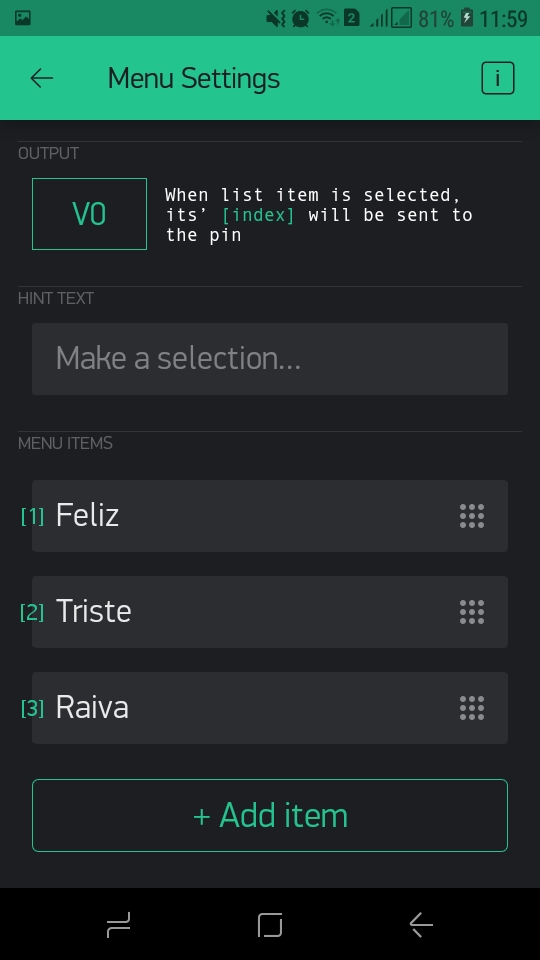 2 81% 11:59
Menu Settings i
OUTPUT
V0
When list item is selected,
its’ [index] will be sent to
the pin
HINT TEXT
Make a selection...
MENU ITEMS
[1] Feliz
[2] Triste
[3] Raiva
+ Add item